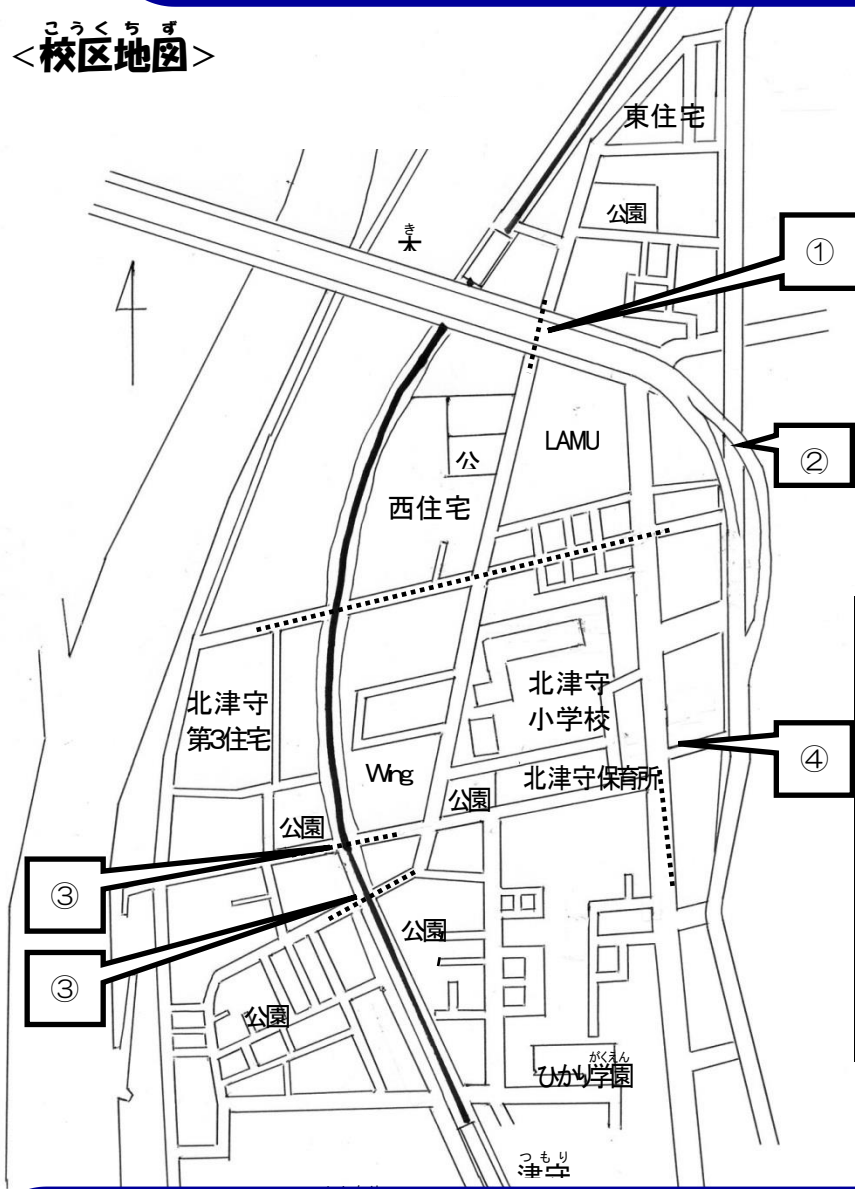 こうくちず
<校区地図>
東住宅
公園
き
木
①
②
LAMU
公
西住宅
北津守
小学校
北津守
第3住宅
④
Wing
北津守保育所
公園
公園
③
公園
③
公園
がくえん
ひかり学園
つもり
津守